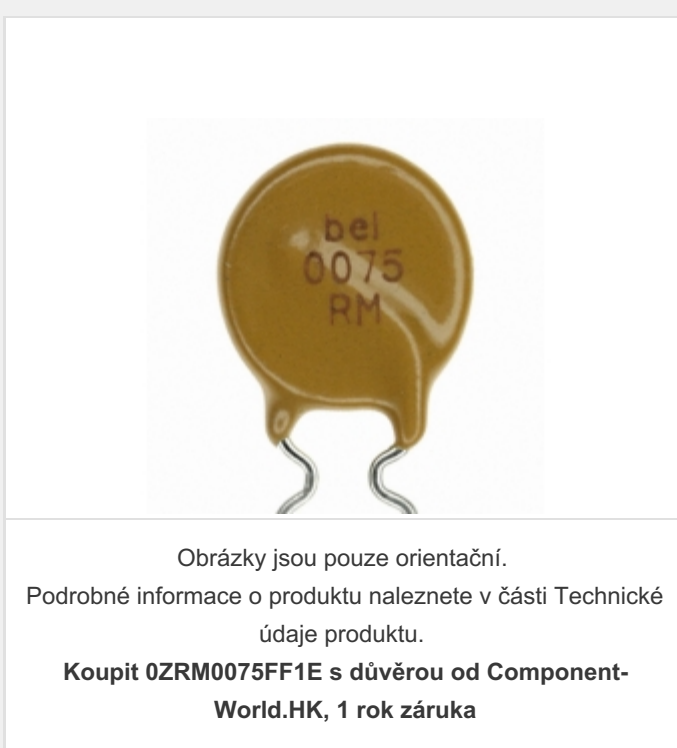 bel
0075
RM
Obrázky jsou pouze orientační.
Podrobné informace o produktu naleznete v části Technické
údaje produktu.
Koupit 0ZRM0075FF1E s důvěrou od Component-
World.HK, 1 rok záruka